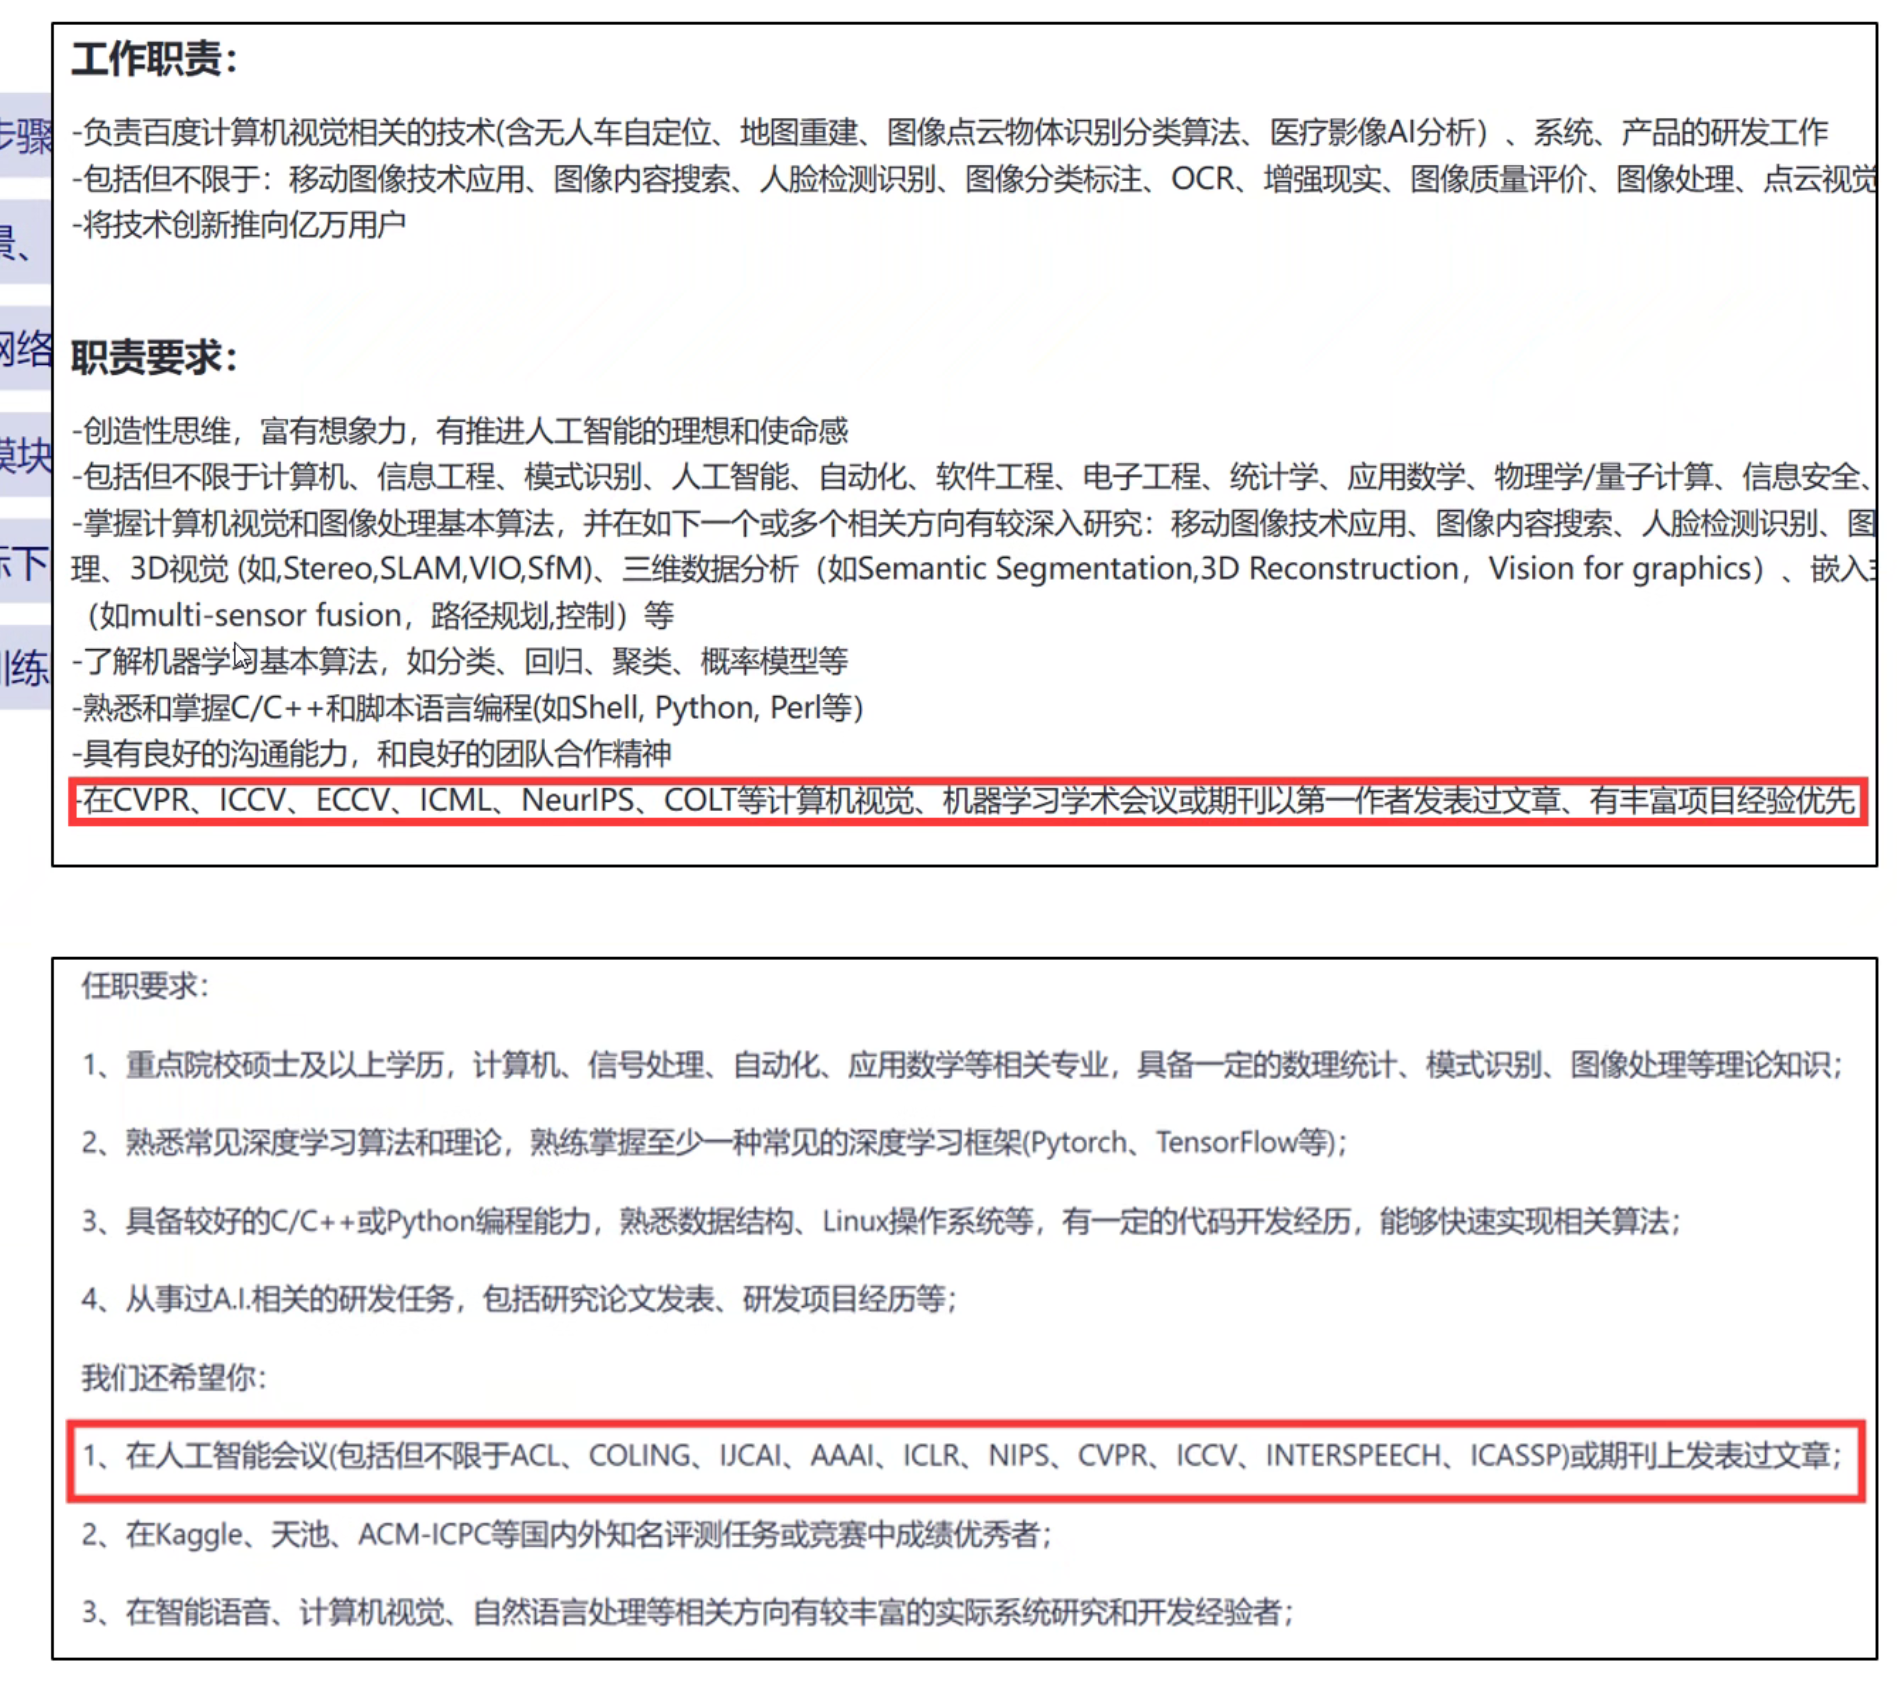 工作职责：
-负责百度计算机视觉相关的技术(含无人车自定位、地图重建、图像点云物体识别分类算法、医疗影像AI分析）、系统、产品的研发工作
-包括但不限于：移动图像技术应用、图像内容搜索、人脸检测识别、图像分类标注、OCR、增强现实、图像质量评价、图像处理、点云视觉
-将技术创新推向亿万用户
职责要求：
-创造性思维，富有想象力，有推进人工智能的理想和使命感
-包括但不限于计算机、信息工程、模式识别、人工智能、自动化、软件工程、电子工程、统计学、应用数学、物理学/量子计算、信息安全、
-掌握计算机视觉和图像处理基本算法，并在如下一个或多个相关方向有较深入研究：移动图像技术应用、图像内容搜索、人脸检测识别、图
理、3D视觉 (如,Stereo,SLAM,VIO,SfM)、三维数据分析（如Semantic Segmentation,3D Reconstruction，Vision for graphics）、嵌入
（如multi-sensor fusion，路径规划,控制）等
-了解机器学习基本算法，如分类、回归、聚类、概率模型等
-熟悉和掌握C/C++和脚本语言编程(如Shell, Python, Perl等)
-具有良好的沟通能力，和良好的团队合作精神
-在CVPR、ICCV、ECCV、ICML、NeurIPS、COLT等计算机视觉、机器学习学术会议或期刊以第一作者发表过文章、有丰富项目经验优先
步骤
景、
网络
模块
下
训练
任职要求：
1、重点院校硕士及以上学历，计算机、信号处理、自动化、应用数学等相关专业，具备一定的数理统计、模式识别、图像处理等理论知识；
2、熟悉常见深度学习算法和理论，熟练掌握至少一种常见的深度学习框架(Pytorch、TensorFlow等)；
3、具备较好的C/C++或Python编程能力，熟悉数据结构、Linux操作系统等，有一定的代码开发经历，能够快速实现相关算法；
4、从事过A.I.相关的研发任务，包括研究论文发表、研发项目经历等；
我们还希望你：
1、在人工智能会议(包括但不限于ACL、COLING、IJCAI、AAAI、ICLR、NIPS、CVPR、ICCV、INTERSPEECH、ICASSP)或期刊上发表过文章；
2、在Kaggle、天池、ACM-ICPC等国内外知名评测任务或竞赛中成绩优秀者；
3、在智能语音、计算机视觉、自然语言处理等相关方向有较丰富的实际系统研究和开发经验者；